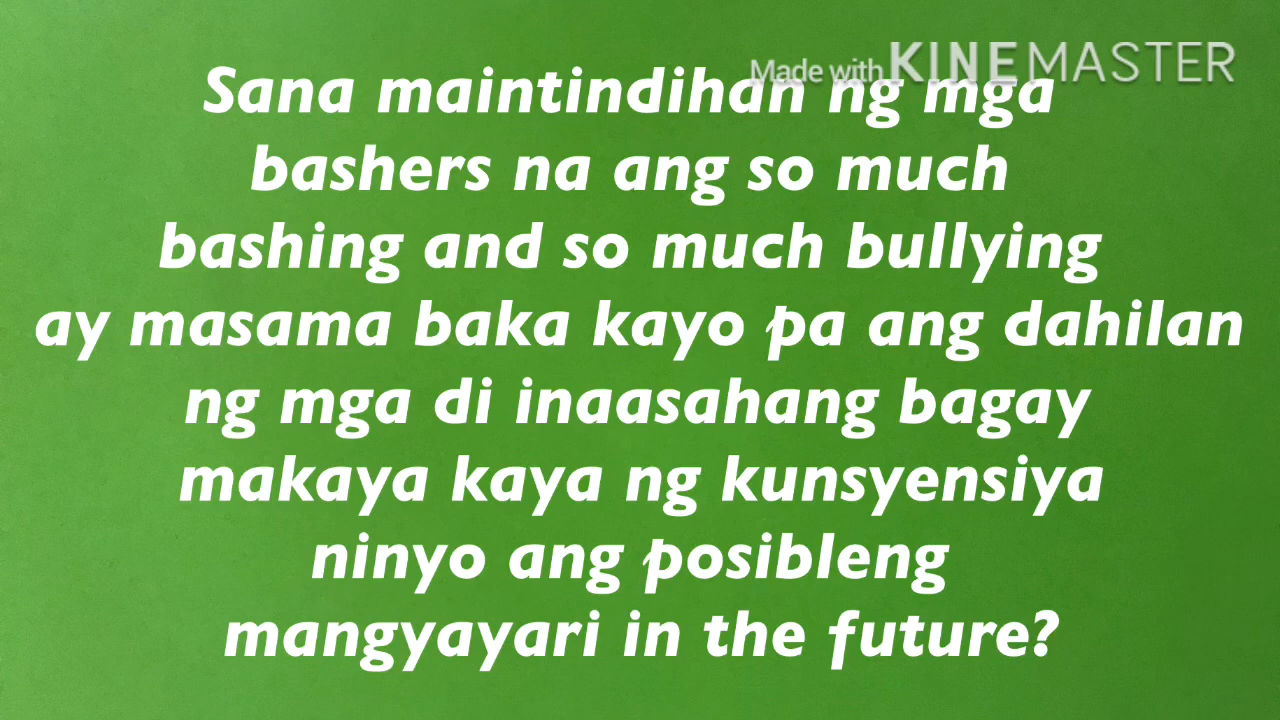 Made with KINEMASTER
Sana maintindihan ng mga
bashers na ang so much
bashing and so much bullying
ay masama baka kayo pa ang dahilan
ng mga di inaasahang bagay
makaya kaya ng kunsyensiya
ninyo ang posibleng
mangyayari in the future?